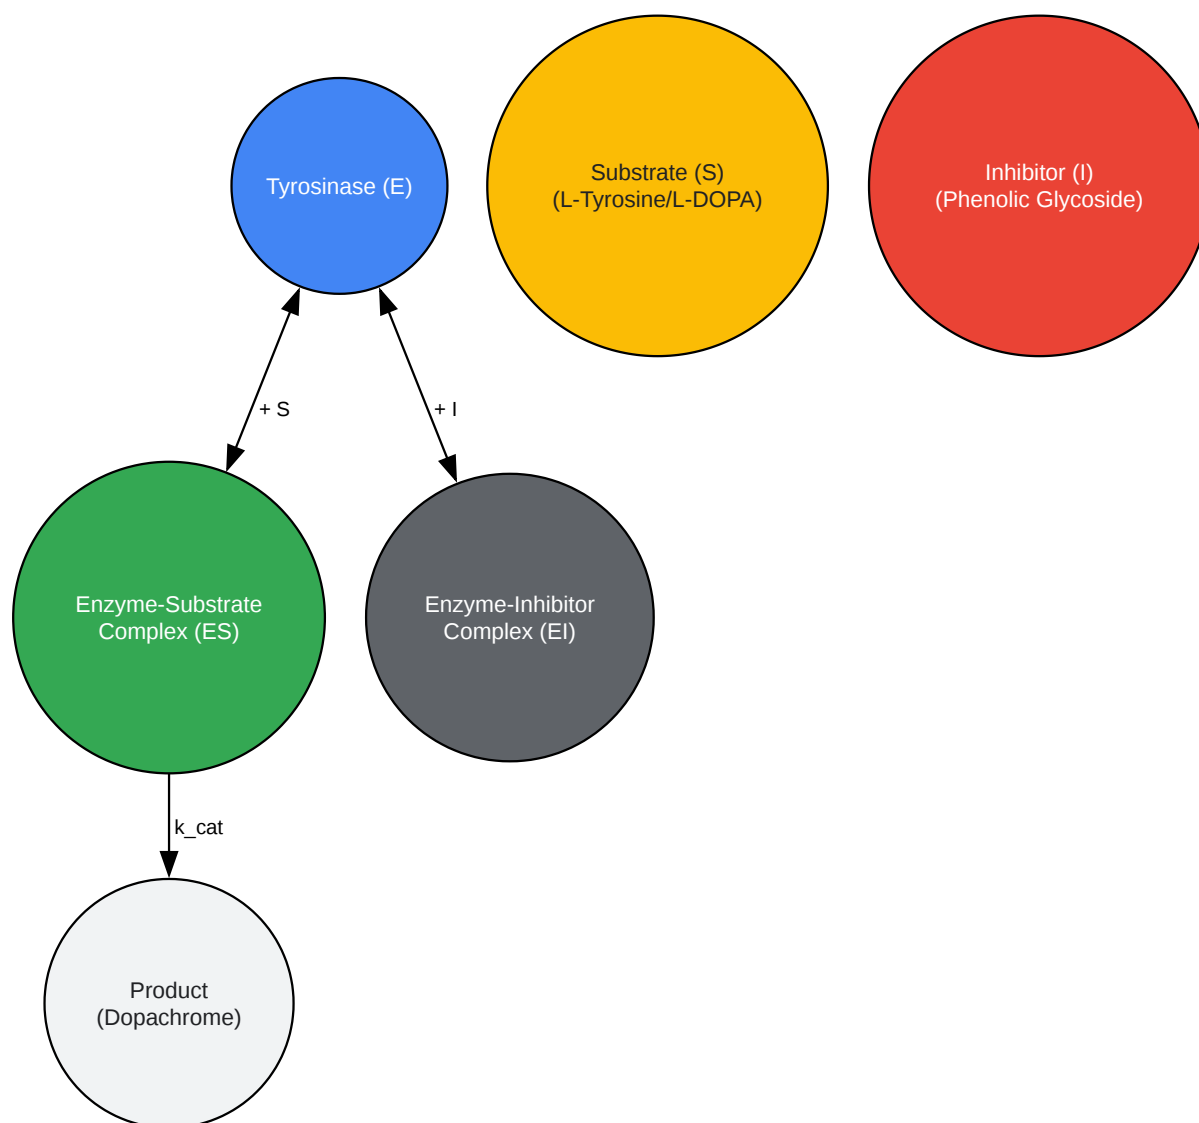 Tyrosinase (E)
Substrate (S)
(L-Tyrosine/L-DOPA)
Inhibitor (I)
(Phenolic Glycoside)
+ S
+ I
Enzyme-Substrate
Complex (ES)
Enzyme-Inhibitor
Complex (EI)
k_cat
Product
(Dopachrome)